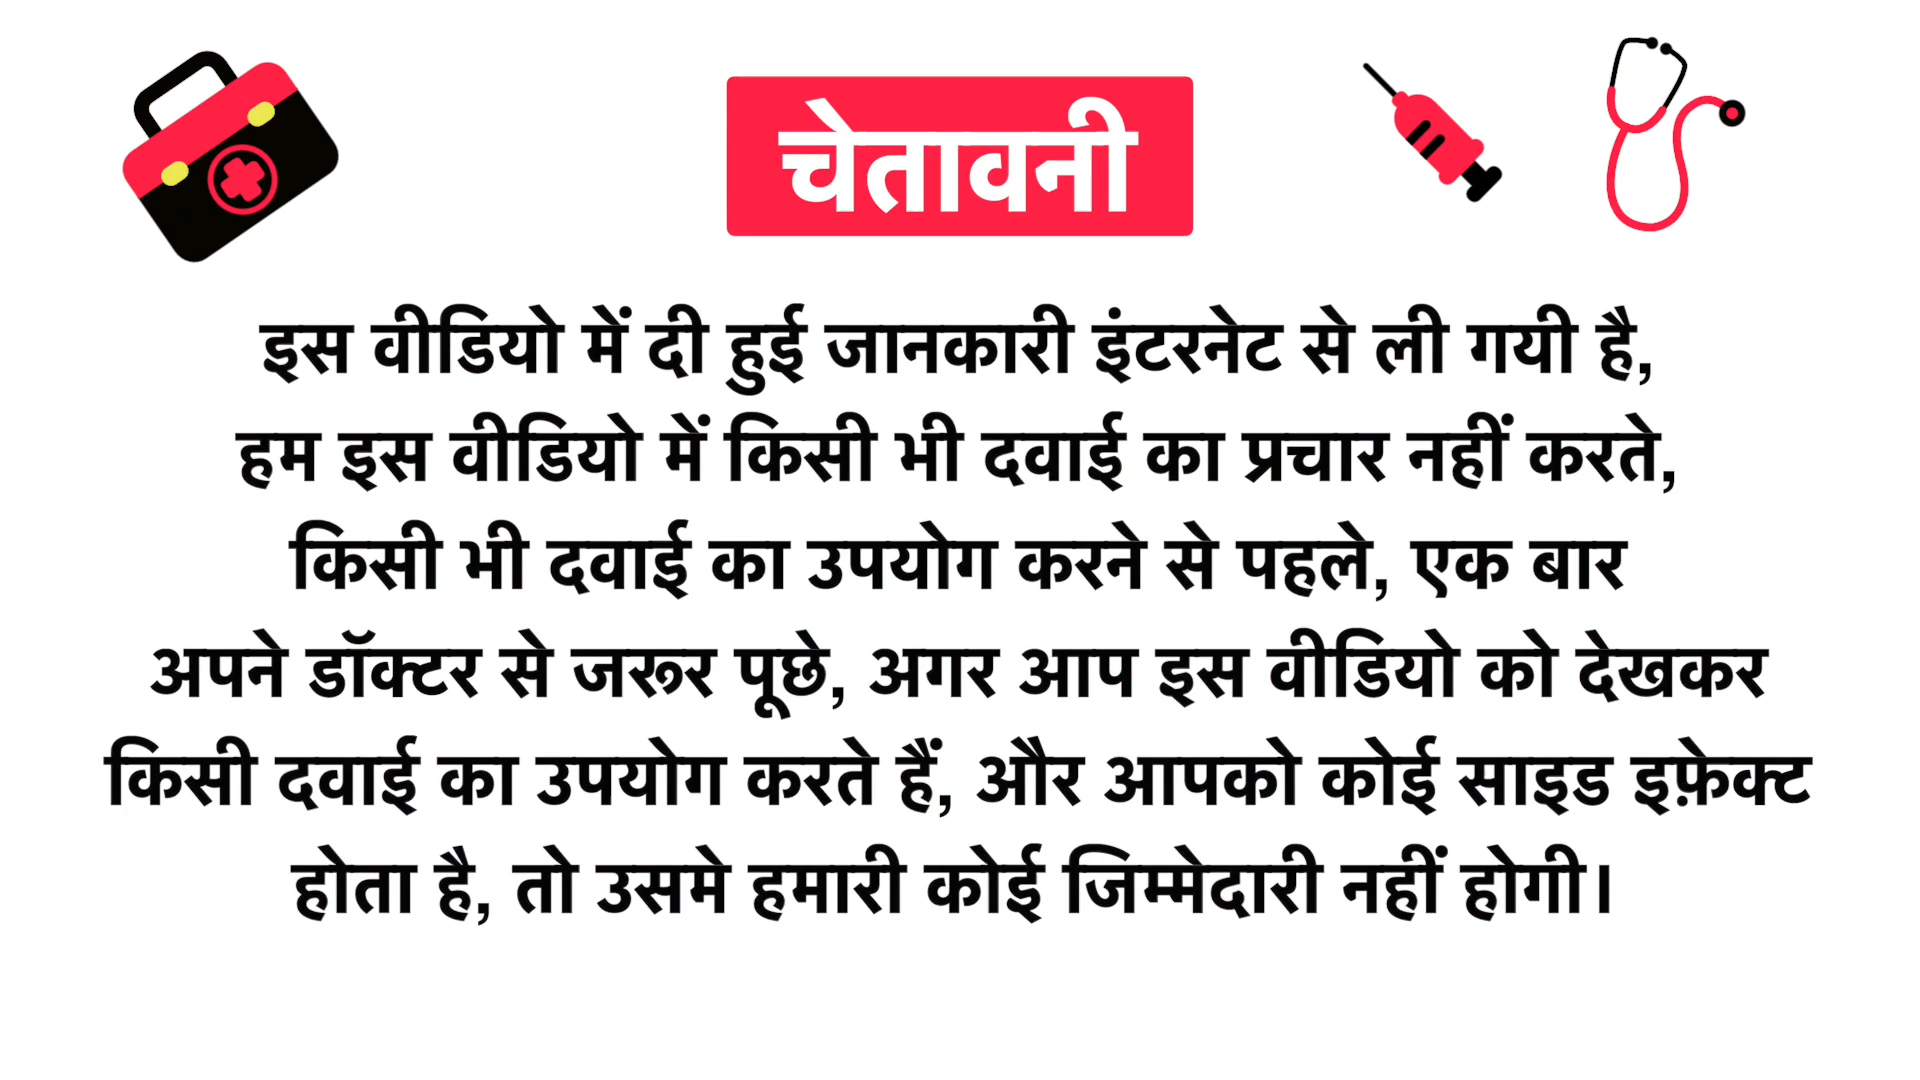 चेतावनी
इस वीडियो में दी हुई जानकारी इंटरनेट से ली गयी है,
हम इस वीडियो में किसी भी दवाई का प्रचार नहीं करते,
किसी भी दवाई का उपयोग करने से पहले, एक बार
अपने डॉक्टर से जरूर पूछे, अगर आप इस वीडियो को देखकर
किसी दवाई का उपयोग करते हैं, और आपको कोई साइड इफ़ेक्ट
होता है, तो उसमे हमारी कोई जिम्मेदारी नहीं होगी।